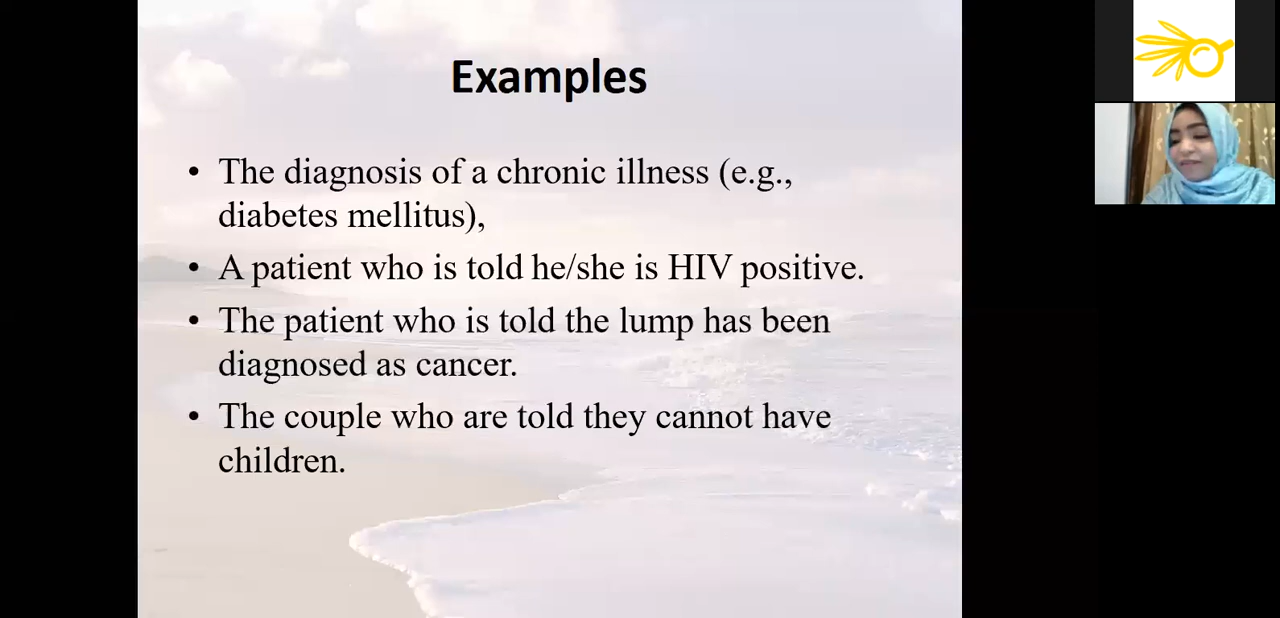 Examples
• The diagnosis of a chronic illness (e.g.,
diabetes mellitus),
• A patient who is told he/she is HIV positive.
• The patient who is told the lump has been
diagnosed as cancer.
• The couple who are told they cannot have
children.